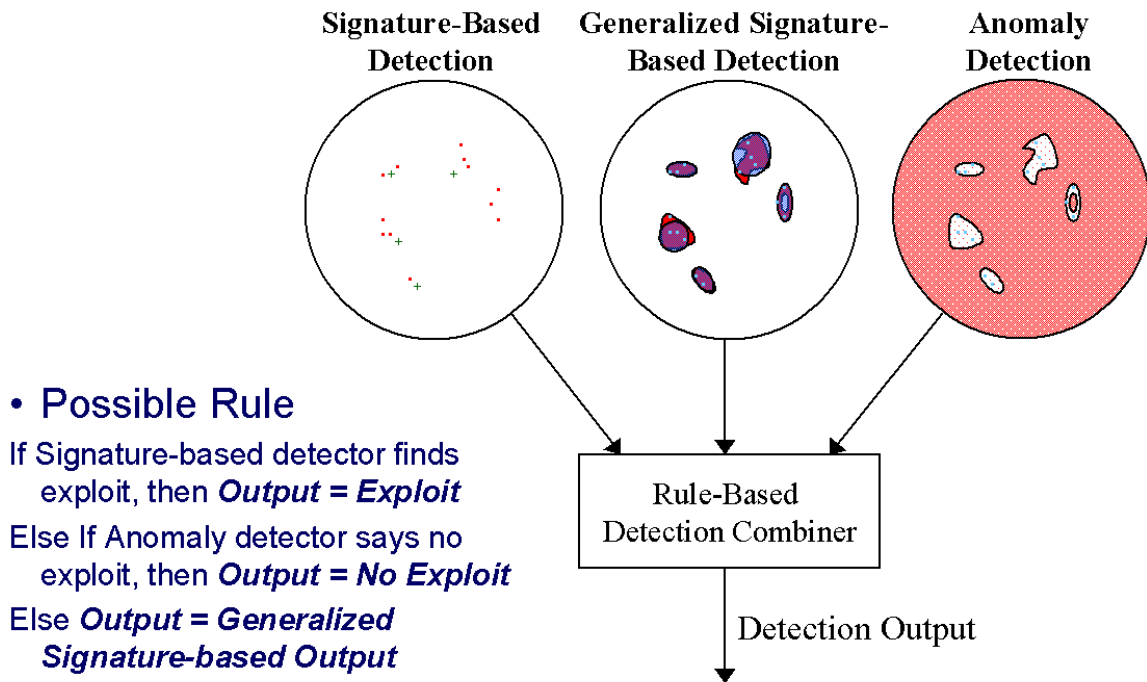 Signature-Based
Detection
Generalized Signature-
Based Detection
Anomaly
Detection
• Possible Rule
If Signature-based detector finds
exploit, then Output = Exploit
Else If Anomaly detector says no
exploit, then Output = No Exploit
Else Output = Generalized
Signature-based Output
Rule-Based
Detection Combiner
Detection Output